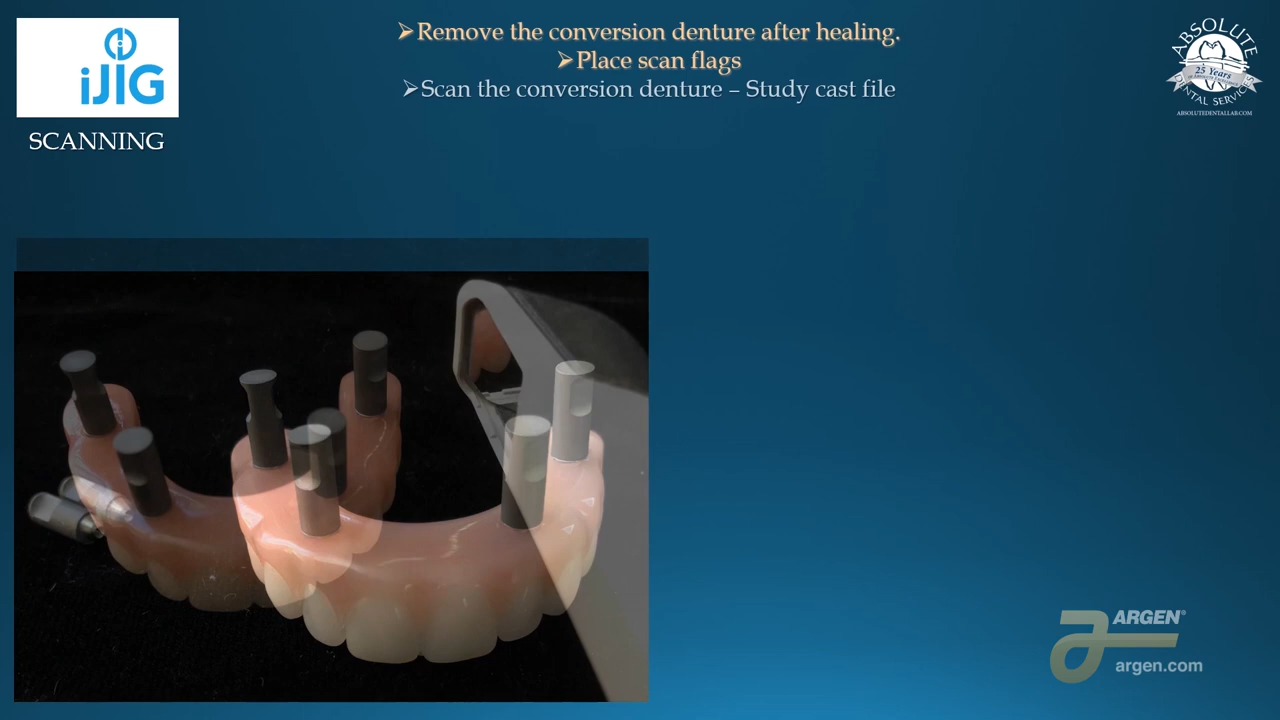 ➢Remove the conversion denture after healing.
➢Place scan flags
➢Scan the conversion denture – Study cast file
iJIG
SCANNING
ABSOLUTE
25 Years
DENTAL SERVICES
ABSOLUTEDENTALLAB.COM
ARGEN®
argen.com